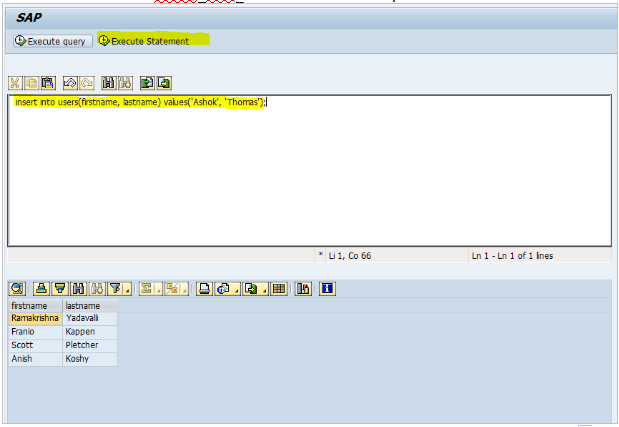 SAP
Execute query Execute Statement
insert into users(firstname, lastname) values('Ashok', 'Thomas');
* Li 1, Co 66 Ln 1 - Ln 1 of 1 lines
firstname lastname
Ramakrishna Yadavalli
Franio Kappen
Scott Pletcher
Anish Koshy